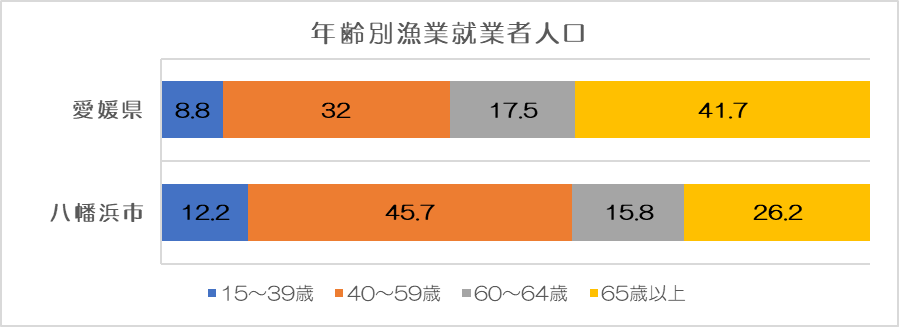 年齢別漁業就業者人口
愛媛県 8.8 32 17.5 41.7
八幡浜市 12.2 45.7 15.8 26.2
15～39歳 40～59歳 60～64歳 65歳以上